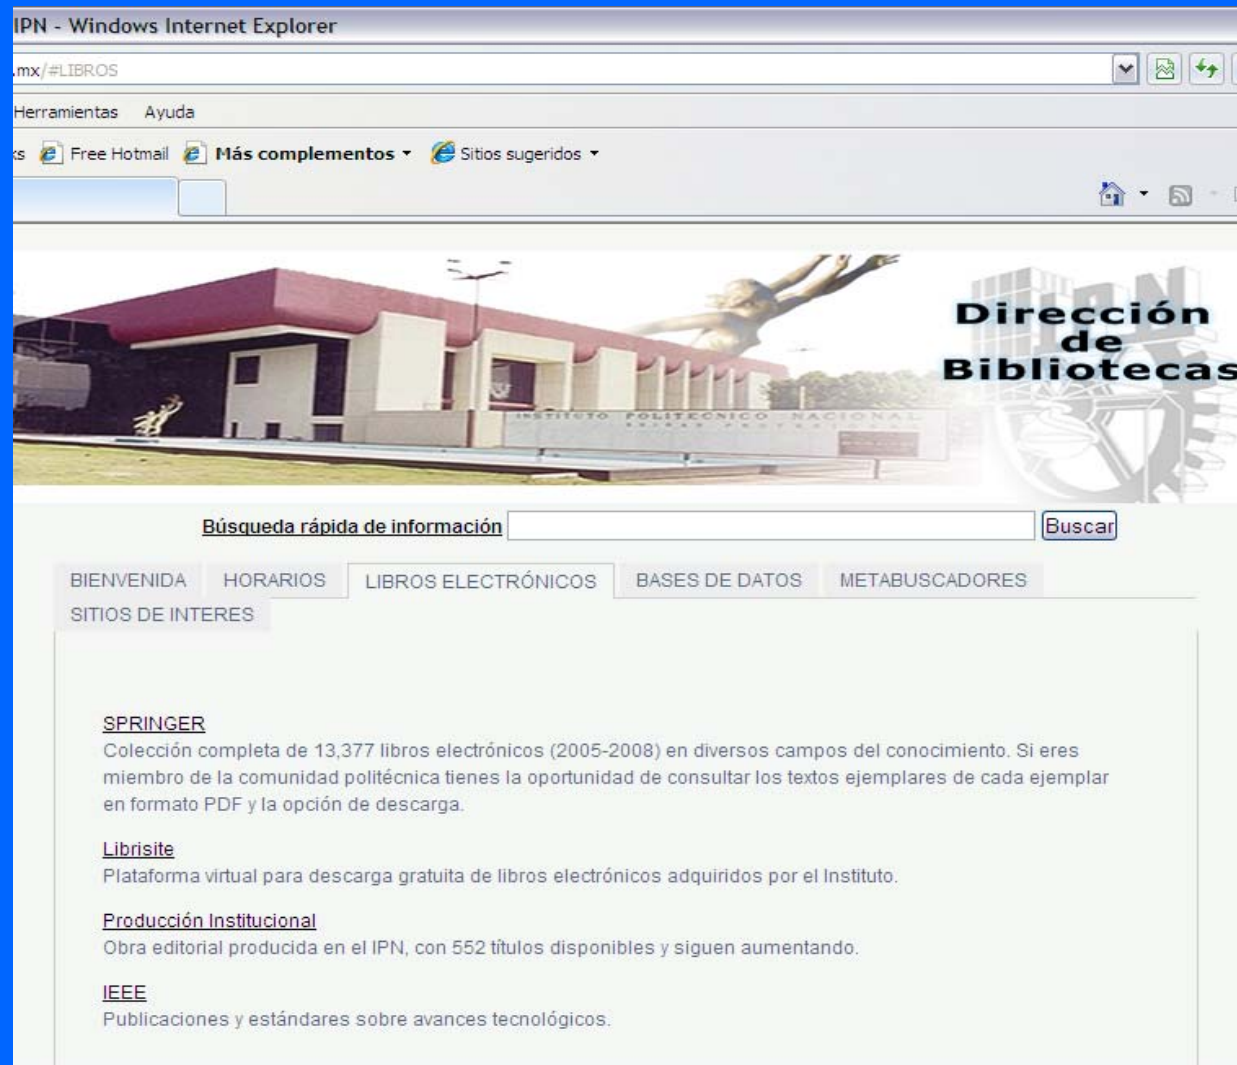 IPN - Windows Internet Explorer
.mx/#LIBROS
Herramientas Ayuda
ks Free Hotmail Más complementos Sitios sugeridos
Dirección
de
Bibliotecas
INSTITUTO POLITECNICO NACIONAL
Búsqueda rápida de información Buscar
BIENVENIDA HORARIOS LIBROS ELECTRÓNICOS BASES DE DATOS METABUSCADORES
SITIOS DE INTERES
SPRINGER
Colección completa de 13,377 libros electrónicos (2005-2008) en diversos campos del conocimiento. Si eres
miembro de la comunidad politécnica tienes la oportunidad de consultar los textos ejemplares de cada ejemplar
en formato PDF y la opción de descarga.
Librisite
Plataforma virtual para descarga gratuita de libros electrónicos adquiridos por el Instituto.
Producción Institucional
Obra editorial producida en el IPN, con 552 títulos disponibles y siguen aumentando.
IEEE
Publicaciones y estándares sobre avances tecnológicos.